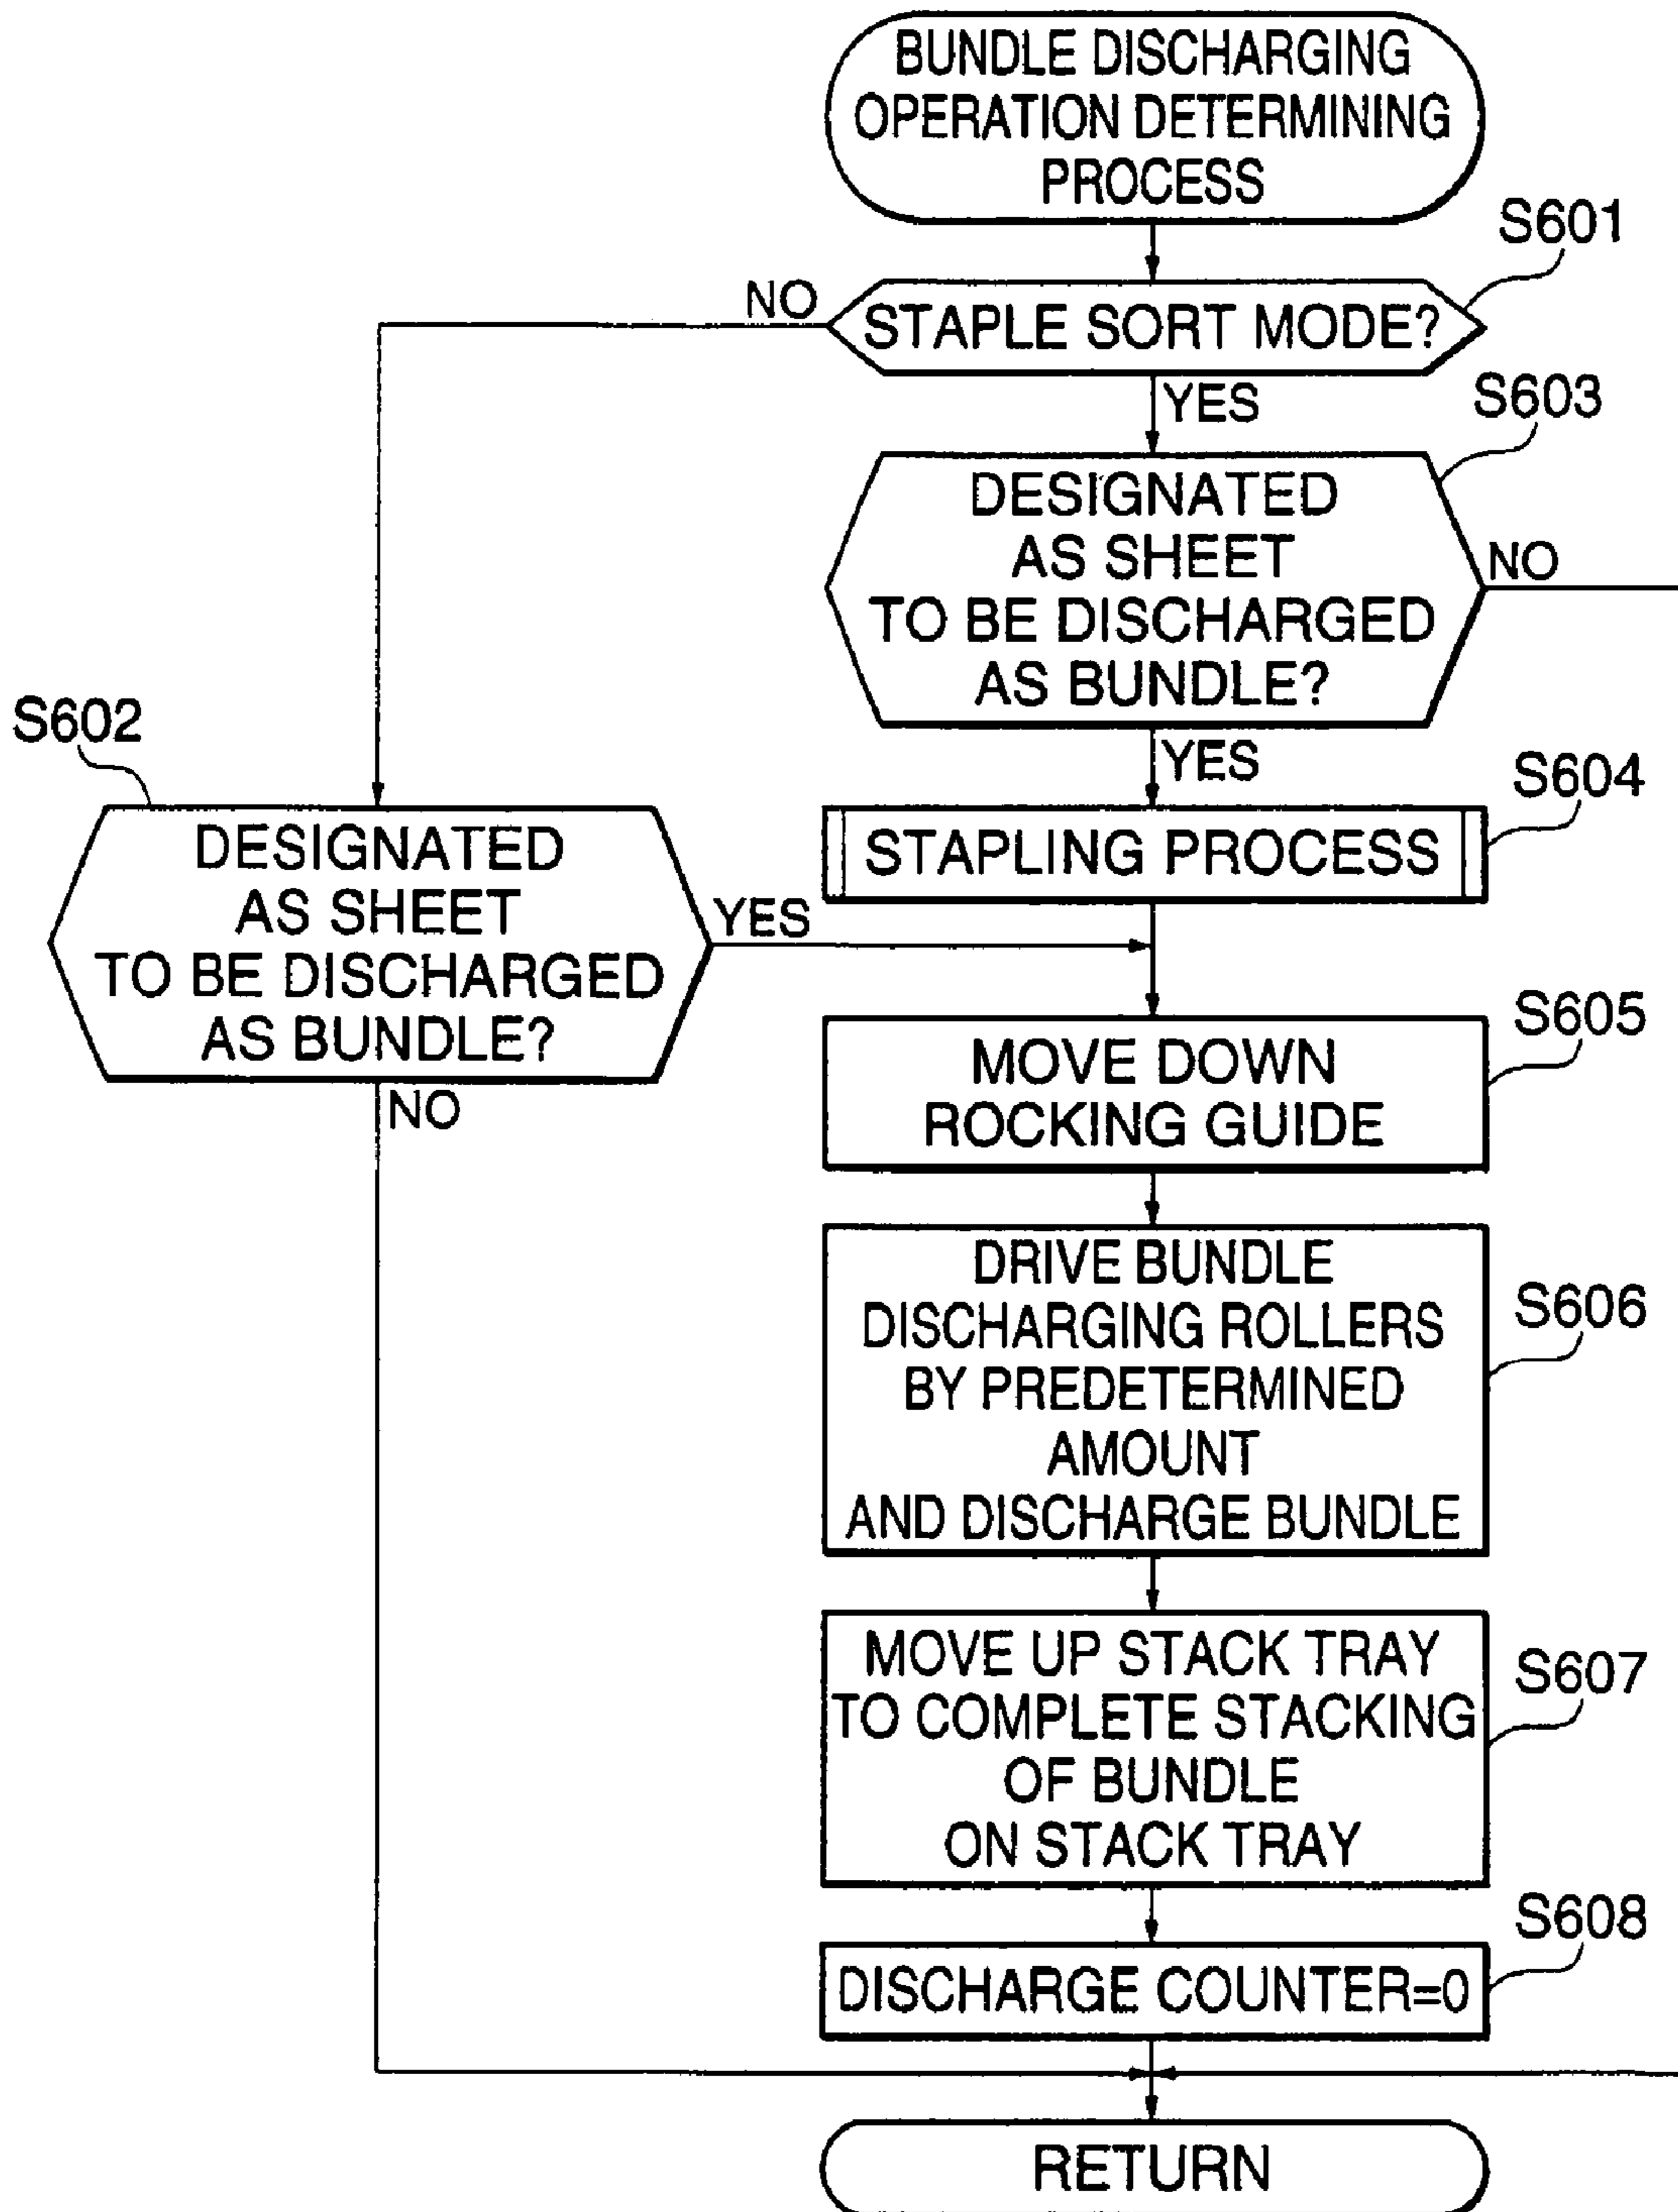 BUNDLE DISCHARGING
OPERATION DETERMINING
PROCESS
S601
NO
STAPLE SORT MODE?
YES
S603
DESIGNATED
AS SHEET
TO BE DISCHARGED
AS BUNDLE?
NO
YES
S602
DESIGNATED
AS SHEET
TO BE DISCHARGED
AS BUNDLE?
YES
NO
S604
STAPLING PROCESS
S605
MOVE DOWN
ROCKING GUIDE
S606
DRIVE BUNDLE
DISCHARGING ROLLERS
BY PREDETERMINED
AMOUNT
AND DISCHARGE BUNDLE
S607
MOVE UP STACK TRAY
TO COMPLETE STACKING
OF BUNDLE
ON STACK TRAY
S608
DISCHARGE COUNTER=0
RETURN